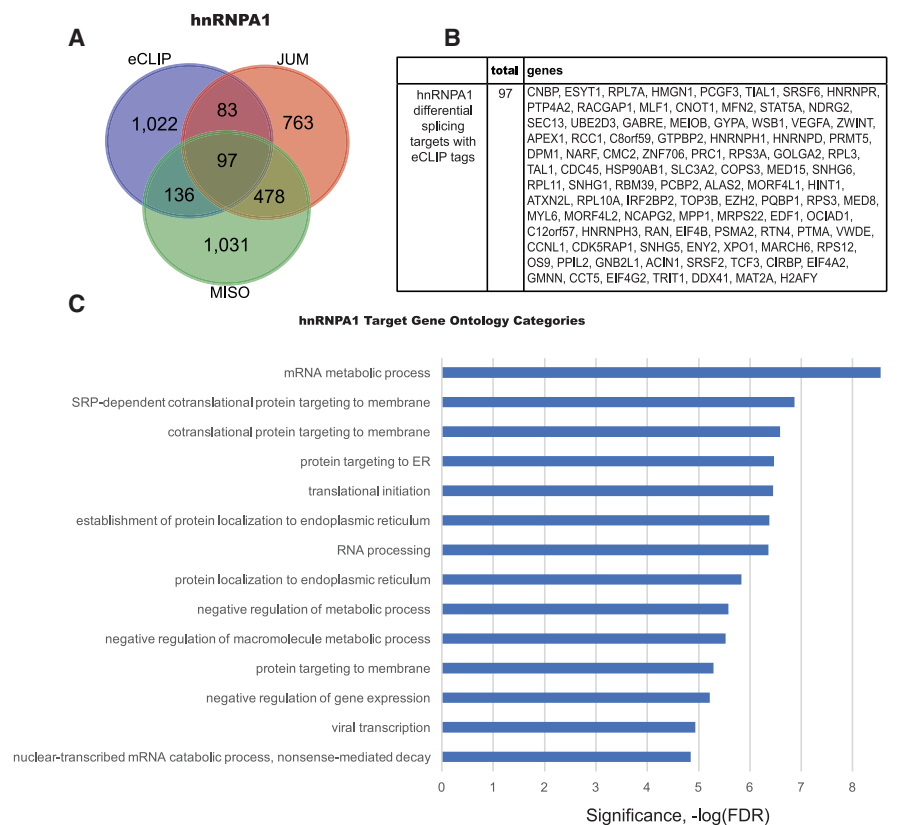 hnRNPA1
A
eCLIP
JUM
1,022
83
763
97
136
478
1,031
MISO
B
total genes
hnRNPA1 differential splicing targets with eCLIP tags
97
CNBP, ESYT1, RPL7A, HMGN1, PCGF3, TIAL1, SRSF6, HNRNPR,
PTP4A2, RACGAP1, MLF1, CNOT1, MFN2, STAT5A, NDRG2,
SEC13, UBE2D3, GABRE, MEIOB, GYPA, WSB1, VEGFA, ZWINT,
APEX1, RCC1, C8orf59, GTPBP2, HNRNPH1, HNRNPD, PRMT5,
DPM1, NARF, CMC2, ZNF706, PRC1, RPS3A, GOLGA2, RPL3,
TAL1, CDC45, HSP90AB1, SLC3A2, COPS3, MED15, SNHG6,
RPL11, SNHG1, RBM39, PCBP2, ALAS2, MORF4L1, HINT1,
ATXN2L, RPL10A, IRF2BP2, TOP3B, EZH2, PQBP1, RPS3, MED8,
MYL6, MORF4L2, NCAPG2, MPP1, MRPS22, EDF1, OCIAD1,
C12orf57, HNRNPH3, RAN, EIF4B, PSMA2, RTN4, PTMA, VWDE,
CCNL1, CDK5RAP1, SNHG5, ENY2, XPO1, MARCH6, RPS12,
OS9, PPIL2, GNB2L1, ACIN1, SRSF2, TCF3, CIRBP, EIF4A2,
GMNN, CCT5, EIF4G2, TRIT1, DDX41, MAT2A, H2AFY
C
hnRNPA1 Target Gene Ontology Categories
mRNA metabolic process
SRP-dependent cotranslational protein targeting to membrane
cotranslational protein targeting to membrane
protein targeting to ER
translational initiation
establishment of protein localization to endoplasmic reticulum
RNA processing
protein localization to endoplasmic reticulum
negative regulation of metabolic process
negative regulation of macromolecule metabolic process
protein targeting to membrane
negative regulation of gene expression
viral transcription
nuclear-transcribed mRNA catabolic process, nonsense-mediated decay
0 1 2 3 4 5 6 7 8
Significance, -log(FDR)